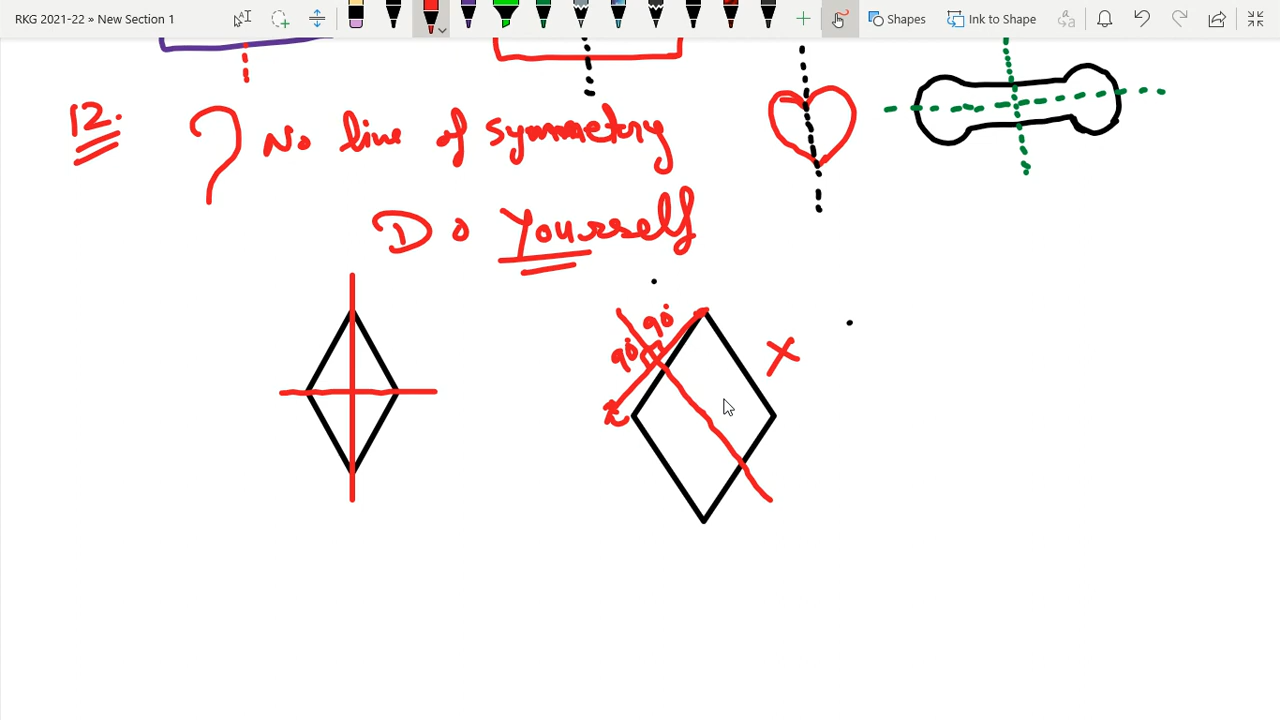 RKG 2021-22 » New Section 1
Shapes
Ink to Shape
12.
? No line of symmetry
Do Yourself
90°
90°